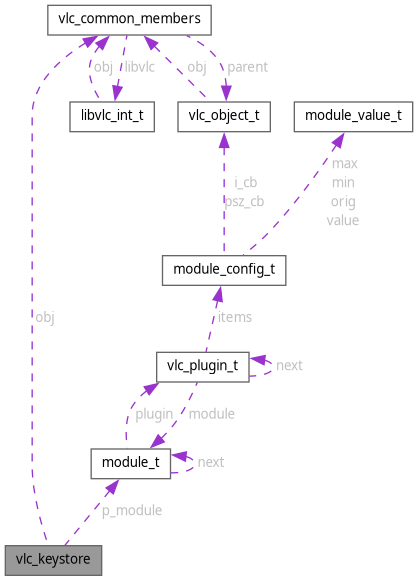 vlc_common_members
obj
libvlc
obj
parent
libvlc_int_t
vlc_object_t
module_value_t
i_cb
psz_cb
max
min
orig
value
module_config_t
obj
items
vlc_plugin_t
next
plugin
module
module_t
next
p_module
vlc_keystore